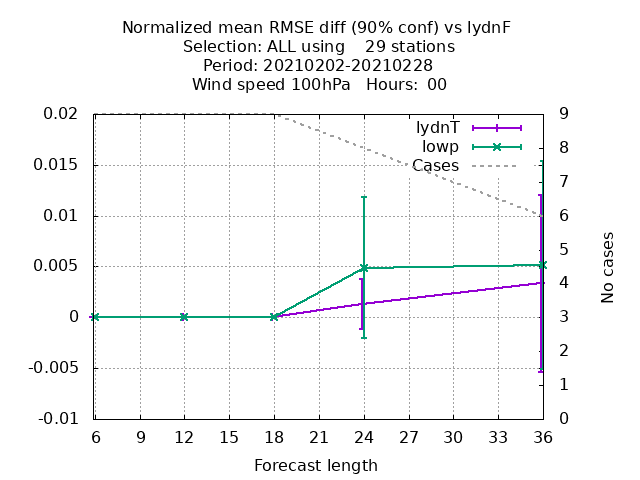 Normalized mean RMSE diff (90% conf) vs lydnF
Selection: ALL using    29 stations
Period: 20210202-20210228
Wind speed 100hPa   Hours:  00
0.02
0.015
0.01
0.005
0
-0.005
-0.01
lydnT
lowp
Cases
9
8
7
6
5
4
3
2
1
0
No cases
6 9 12 15 18 21 24 27 30 33 36
Forecast length